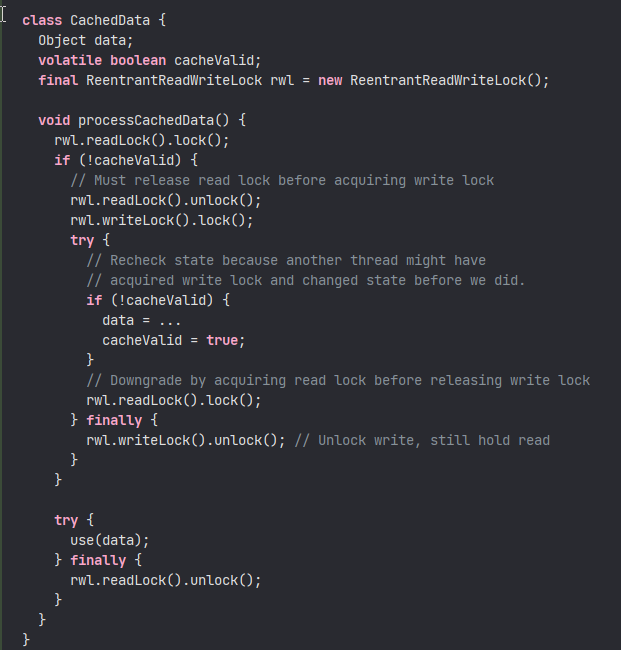 class CachedData {
  Object data;
  volatile boolean cacheValid;
  final ReentrantReadWriteLock rwl = new ReentrantReadWriteLock();

  void processCachedData() {
    rwl.readLock().lock();
    if (!cacheValid) {
      // Must release read lock before acquiring write lock
      rwl.readLock().unlock();
      rwl.writeLock().lock();
      try {
        // Recheck state because another thread might have
        // acquired write lock and changed state before we did.
        if (!cacheValid) {
          data = ...
          cacheValid = true;
        }
        // Downgrade by acquiring read lock before releasing write lock
        rwl.readLock().lock();
      } finally {
        rwl.writeLock().unlock(); // Unlock write, still hold read
      }
    }

    try {
      use(data);
    } finally {
      rwl.readLock().unlock();
    }
  }
}